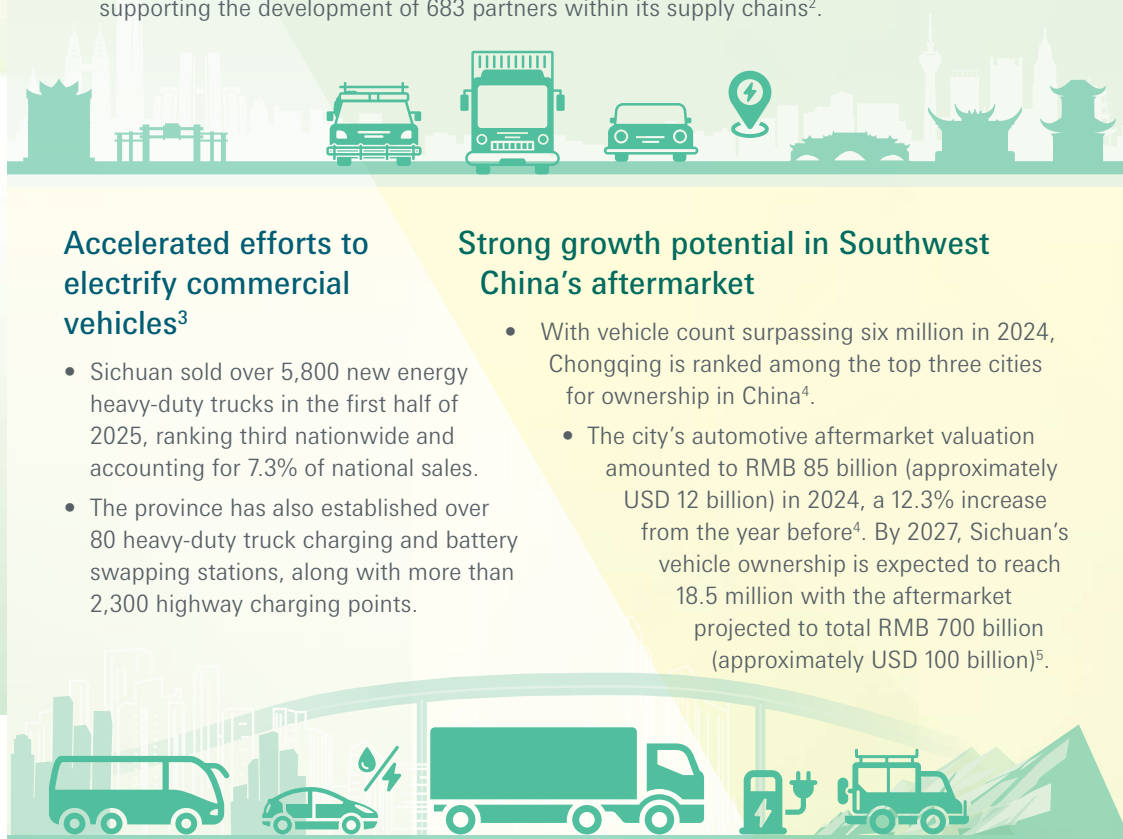 supporting the development of 683 partners within its supply chains².
Accelerated efforts to
electrify commercial
vehicles³
• Sichuan sold over 5,800 new energy
heavy-duty trucks in the first half of
2025, ranking third nationwide and
accounting for 7.3% of national sales.
• The province has also established over
80 heavy-duty truck charging and battery
swapping stations, along with more than
2,300 highway charging points.
Strong growth potential in Southwest
China’s aftermarket
• With vehicle count surpassing six million in 2024,
Chongqing is ranked among the top three cities
for ownership in China⁴.
• The city’s automotive aftermarket valuation
amounted to RMB 85 billion (approximately
USD 12 billion) in 2024, a 12.3% increase
from the year before⁴. By 2027, Sichuan’s
vehicle ownership is expected to reach
18.5 million with the aftermarket
projected to total RMB 700 billion
(approximately USD 100 billion)⁵.